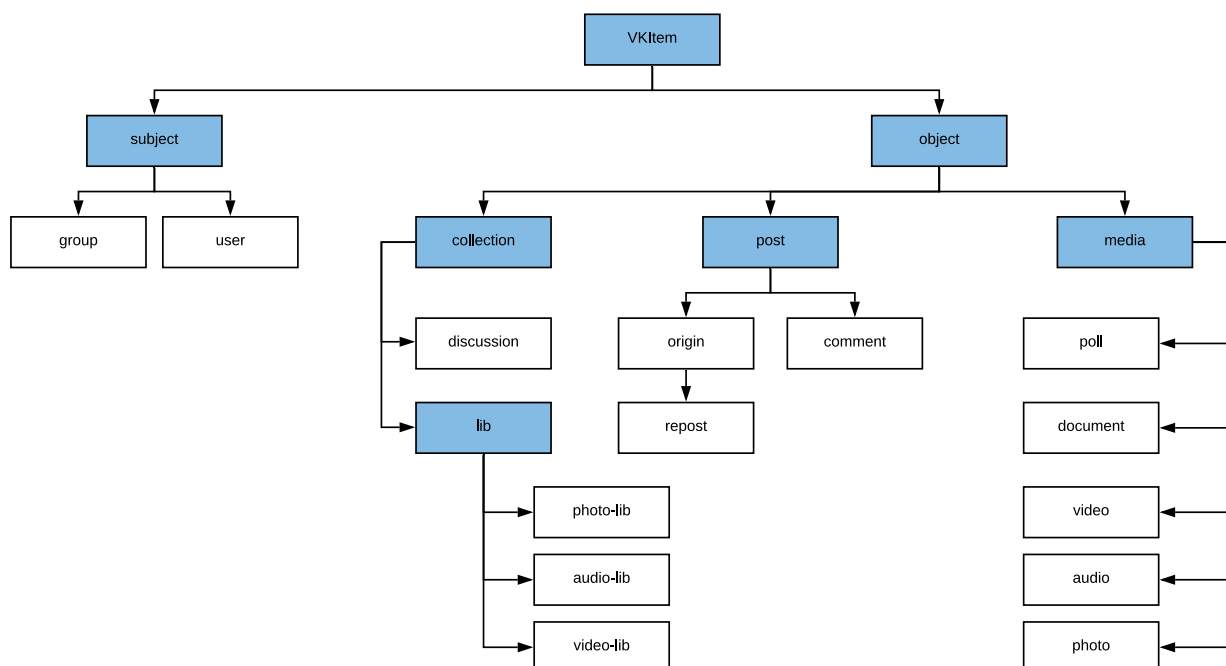 VKItem
subject
object
group
user
collection
post
media
discussion
origin
comment
poll
lib
repost
document
photo-lib
video
audio-lib
audio
video-lib
photo